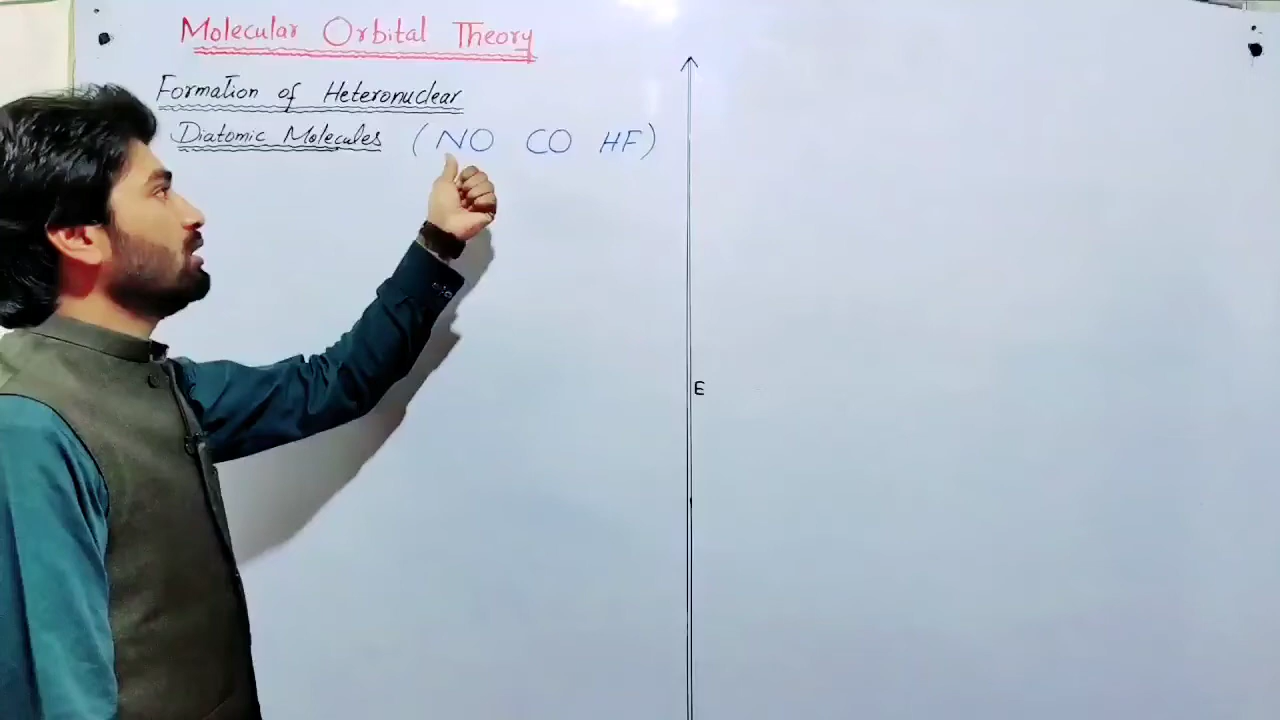 Molecular Orbital Theory
Formation of Heteronuclear
Diatomic Molecules (NO CO HF)
E